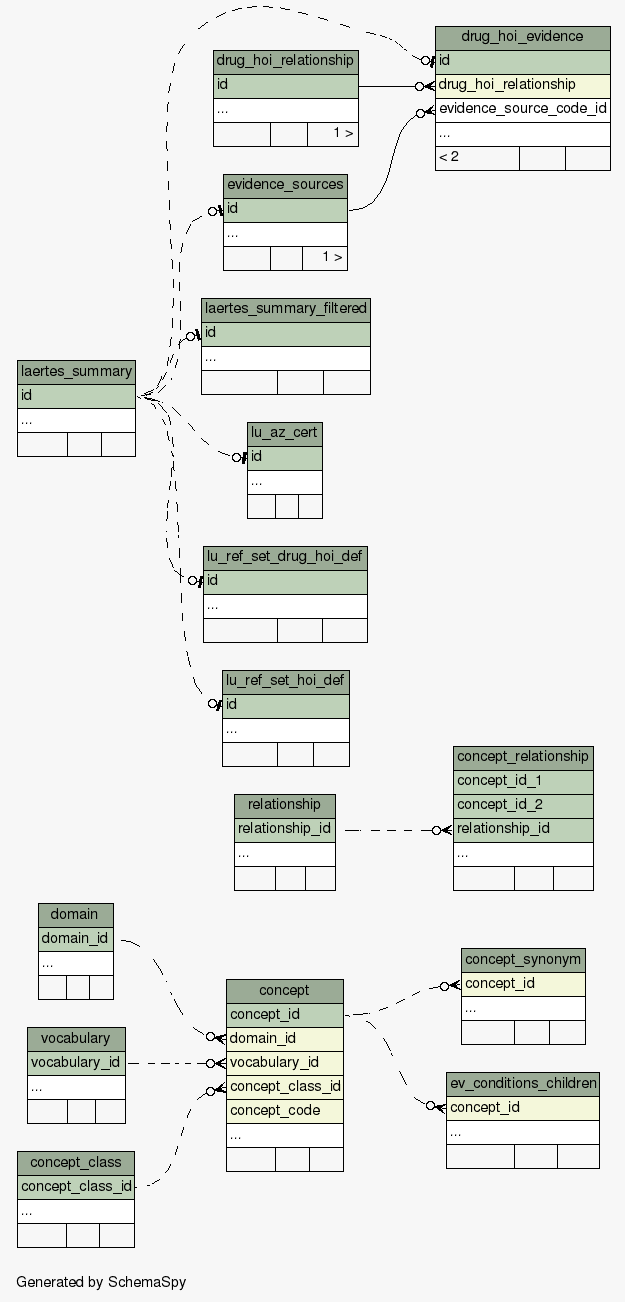 drug_hoi_evidence
id
drug_hoi_relationship
evidence_source_code_id
...
< 2
drug_hoi_relationship
id
...
1 >
evidence_sources
id
...
1 >
laertes_summary_filtered
id
...
laertes_summary
id
...
lu_az_cert
id
...
lu_ref_set_drug_hoi_def
id
...
lu_ref_set_hoi_def
id
...
concept_relationship
concept_id_1
concept_id_2
relationship_id
...
relationship
relationship_id
...
domain
domain_id
...
concept_synonym
concept_id
...
concept
concept_id
domain_id
vocabulary_id
concept_class_id
concept_code
...
vocabulary
vocabulary_id
...
ev_conditions_children
concept_id
...
concept_class
concept_class_id
...
Generated by SchemaSpy